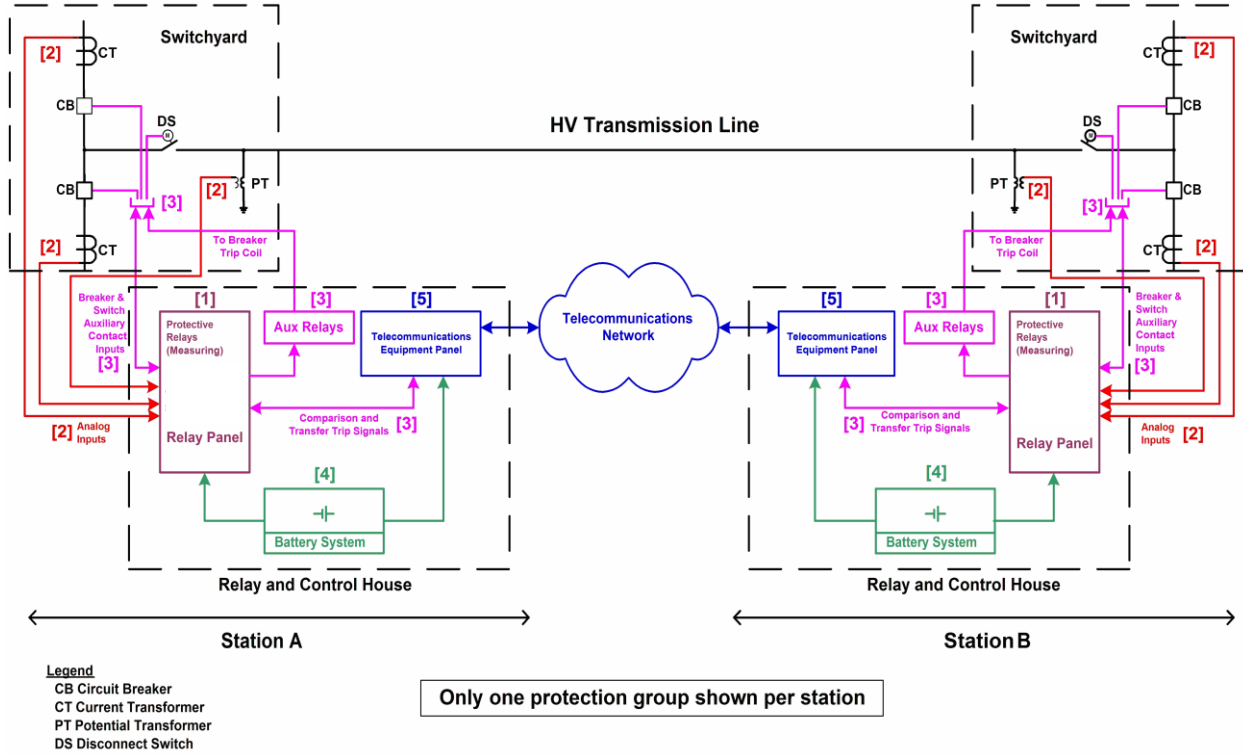 Switchyard
[2]
CT
CB
DS
CB
[3]
[2]
PT
[2]
CT
To Breaker
Trip Coil
HV Transmission Line
Switchyard
[2]
CT
CB
DS
CB
[3]
PT
[2]
CT
[2]
To Breaker
Trip Coil
Breaker &
Switch
Auxiliary
Contact
Inputs
[3]
[1]
Protective
Relays
(Measuring)
Relay Panel
[3]
Aux Relays
[5]
Telecommunications
Equipment Panel
Comparison and
Transfer Trip Signals
[3]
[2]
Analog
Inputs
[4]
Battery System
Relay and Control House
Telecommunications
Network
[5]
Telecommunications
Equipment Panel
[3]
Aux Relays
[1]
Protective
Relays
(Measuring)
Relay Panel
Breaker &
Switch
Auxiliary
Contact
Inputs
[3]
Comparison and
[3] Transfer Trip Signals
Analog
Inputs
[2]
[4]
Battery System
Relay and Control House
Station A
Station B
Legend
CB Circuit Breaker
CT Current Transformer
PT Potential Transformer
DS Disconnect Switch
Only one protection group shown per station